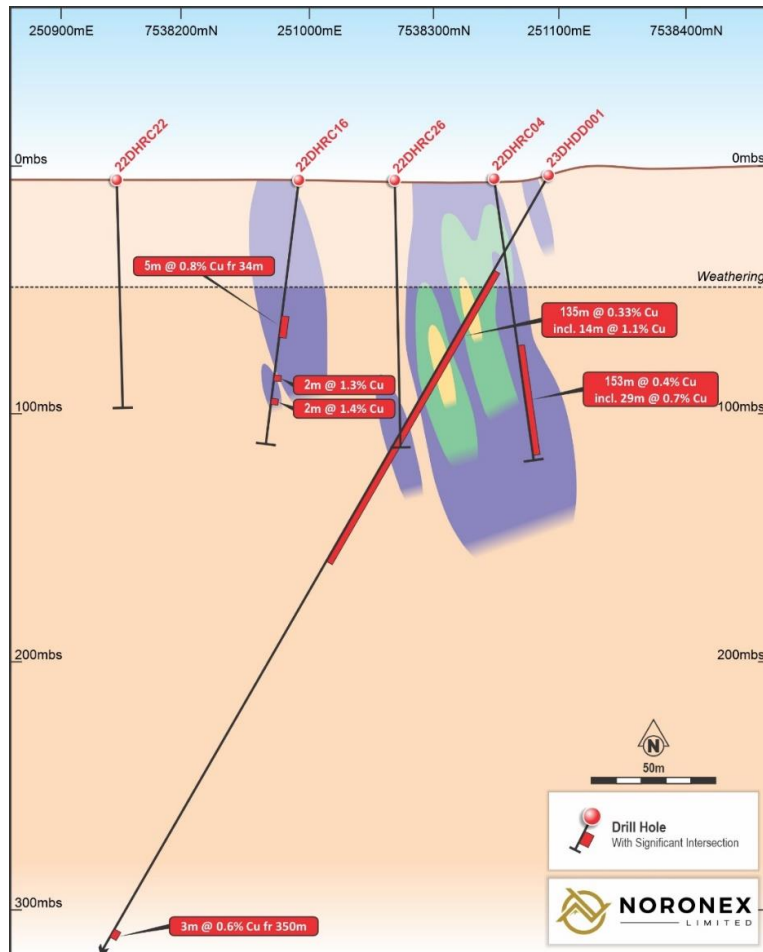 250900mE 7538200mN 251000mE 7538300mN 251100mE 7538400mN
22DHRC22
22DHRC16
22DHRC26
22DHRC04
23DHDD001
0mbs
0mbs
5m @ 0.8% Cu fr 34m
Weathering
135m @ 0.33% Cu
incl. 14m @ 1.1% Cu
2m @ 1.3% Cu
2m @ 1.4% Cu
153m @ 0.4% Cu
incl. 29m @ 0.7% Cu
100mbs
100mbs
200mbs
200mbs
N
50m
Drill Hole
With Significant Intersection
NORONEX
LIMITED
300mbs
3m @ 0.6% Cu fr 350m